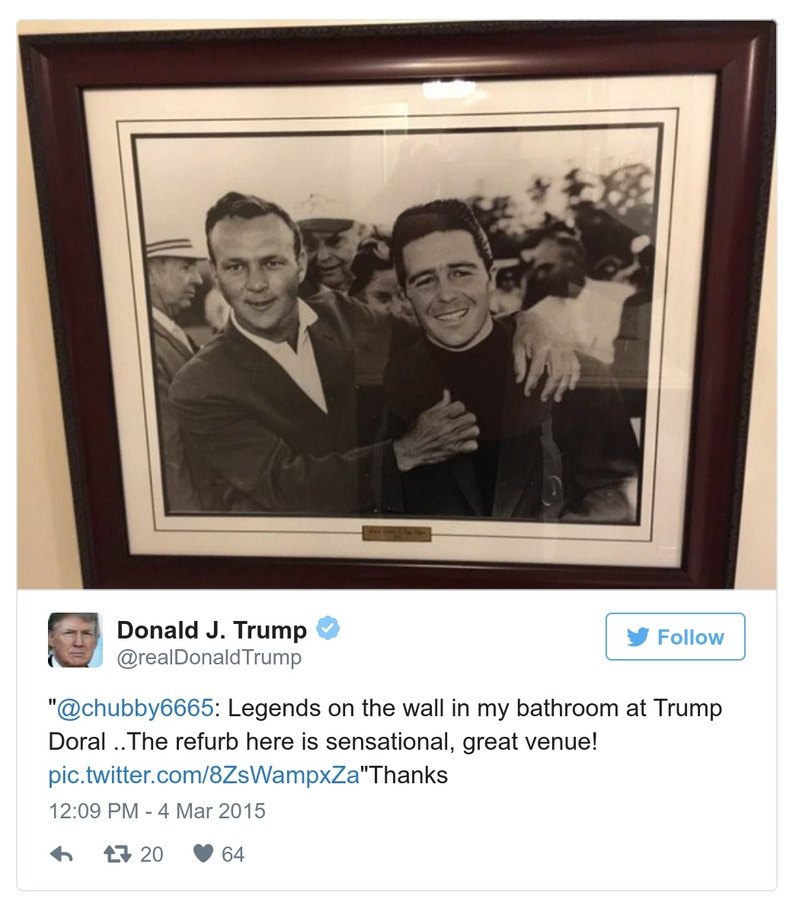 Donald J. Trump
@realDonaldTrump
Follow
"@chubby6665: Legends on the wall in my bathroom at Trump
Doral ..The refurb here is sensational, great venue!
pic.twitter.com/8ZsWampxZa"Thanks
12:09 PM - 4 Mar 2015
20
64